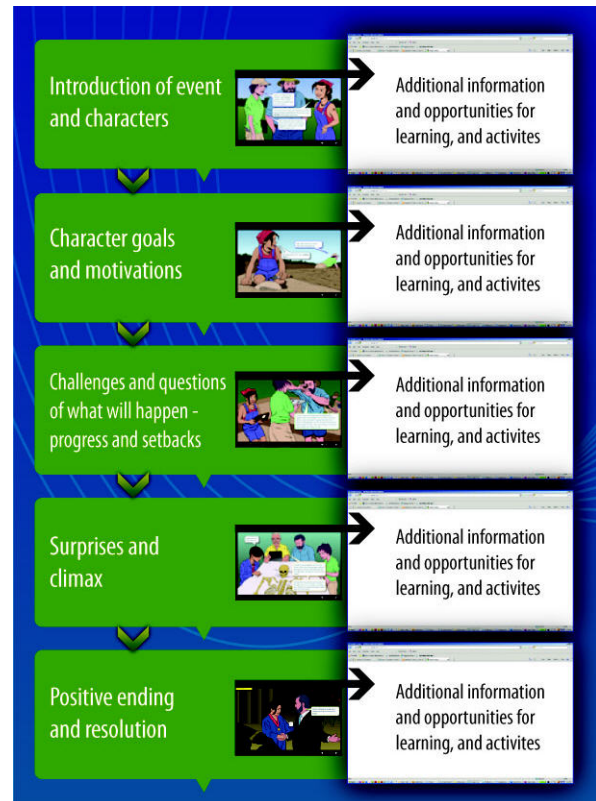 Introduction of event
and characters
Additional information
and opportunities for
learning, and activites
Character goals
and motivations
Additional information
and opportunities for
learning, and activites
Challenges and questions
of what will happen -
progress and setbacks
Additional information
and opportunities for
learning, and activites
Surprises and
climax
Additional information
and opportunities for
learning, and activites
Positive ending
and resolution
Additional information
and opportunities for
learning, and activites